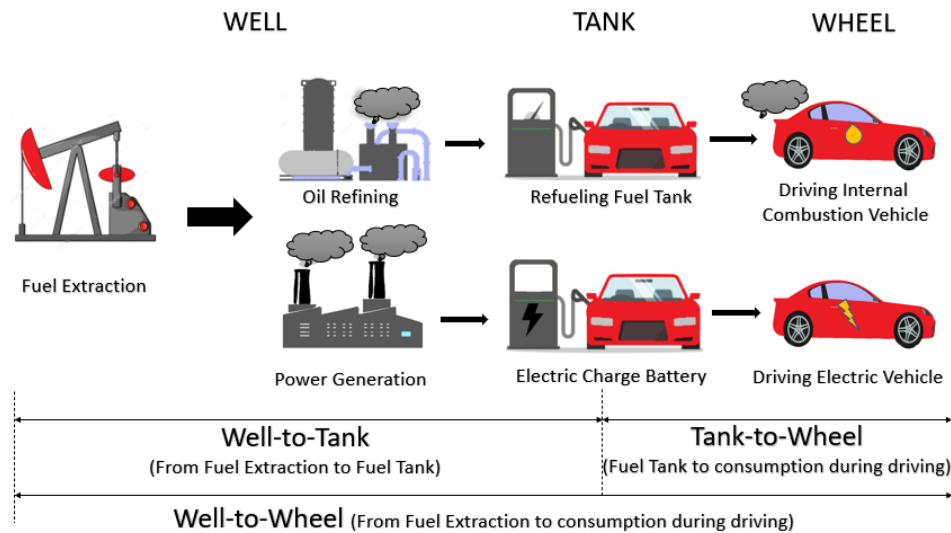 WELL
TANK
WHEEL
Fuel Extraction
Oil Refining
Refueling Fuel Tank
Driving Internal
Combustion Vehicle
Power Generation
Electric Charge Battery
Driving Electric Vehicle
Well-to-Tank
(From Fuel Extraction to Fuel Tank)
Tank-to-Wheel
(Fuel Tank to consumption during driving)
Well-to-Wheel (From Fuel Extraction to consumption during driving)